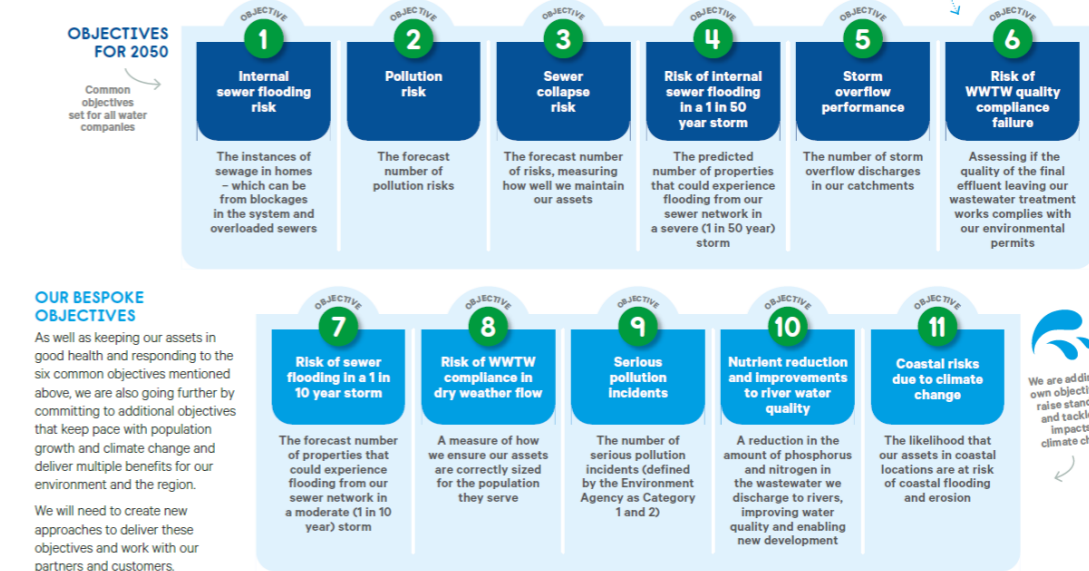 OBJECTIVES
FOR 2050
Common
objectives
set for all water
companies
OBJECTIVE
1
Internal
sewer flooding
risk
The instances of
sewage in homes
– which can be
from blockages
in the system and
overloaded sewers
OBJECTIVE
2
Pollution
risk
The forecast
number of
pollution risks
OBJECTIVE
3
Sewer
collapse
risk
The forecast number
of risks, measuring
how well we maintain
our assets
OBJECTIVE
4
Risk of internal
sewer flooding
in a 1 in 50
year storm
The predicted
number of properties
that could experience
flooding from our
sewer network in
a severe (1 in 50 year)
storm
OBJECTIVE
5
Storm
overflow
performance
The number of storm
overflow discharges
in our catchments
OBJECTIVE
6
Risk of
WWTW quality
compliance
failure
Assessing if the
quality of the final
effluent leaving our
wastewater treatment
works complies with
our environmental
permits
OUR BESPOKE
OBJECTIVES
As well as keeping our assets in
good health and responding to the
six common objectives mentioned
above, we are also going further by
committing to additional objectives
that keep pace with population
growth and climate change and
deliver multiple benefits for our
environment and the region.
We will need to create new
approaches to deliver these
objectives and work with our
partners and customers.
OBJECTIVE
7
Risk of sewer
flooding in a 1 in
10 year storm
The forecast number
of properties that
could experience
flooding from our
sewer network in
a moderate (1 in 10
year) storm
OBJECTIVE
8
Risk of WWTW
compliance in
dry weather flow
A measure of how
we ensure our assets
are correctly sized
for the population
they serve
OBJECTIVE
9
Serious
pollution
incidents
The number of
serious pollution
incidents (defined
by the Environment
Agency as Category
1 and 2)
OBJECTIVE
10
Nutrient reduction
and improvements
to river water
quality
A reduction in the
amount of phosphorus
and nitrogen in
the wastewater we
discharge to rivers,
improving water
quality and enabling
new development
OBJECTIVE
11
Coastal risks
due to climate
change
The likelihood that
our assets in coastal
locations are at risk
of coastal flooding
and erosion
We are
own
raise
and
impacts
climate